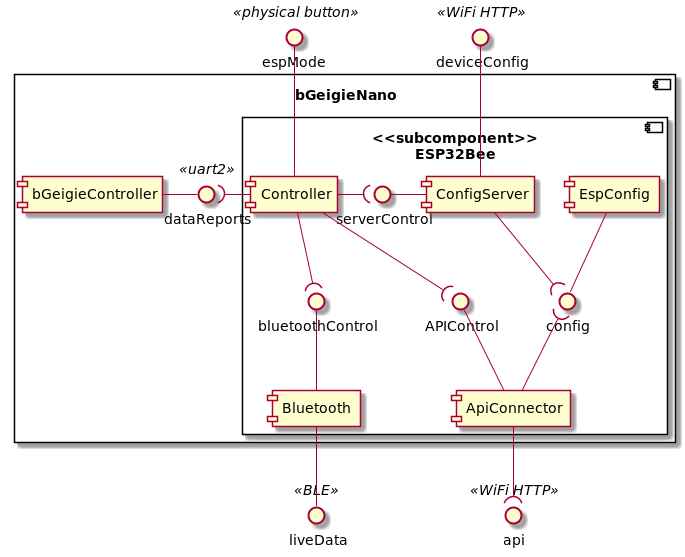 «physical button»
«WiFi HTTP»
espMode
deviceConfig
bGeigieNano
<<subcomponent>>
ESP32Bee
«uart2»
bGeigieController
Controller
ConfigServer
EspConfig
dataReports
serverControl
bluetoothControl
APIControl
config
Bluetooth
ApiConnector
«BLE»
«WiFi HTTP»
liveData
api